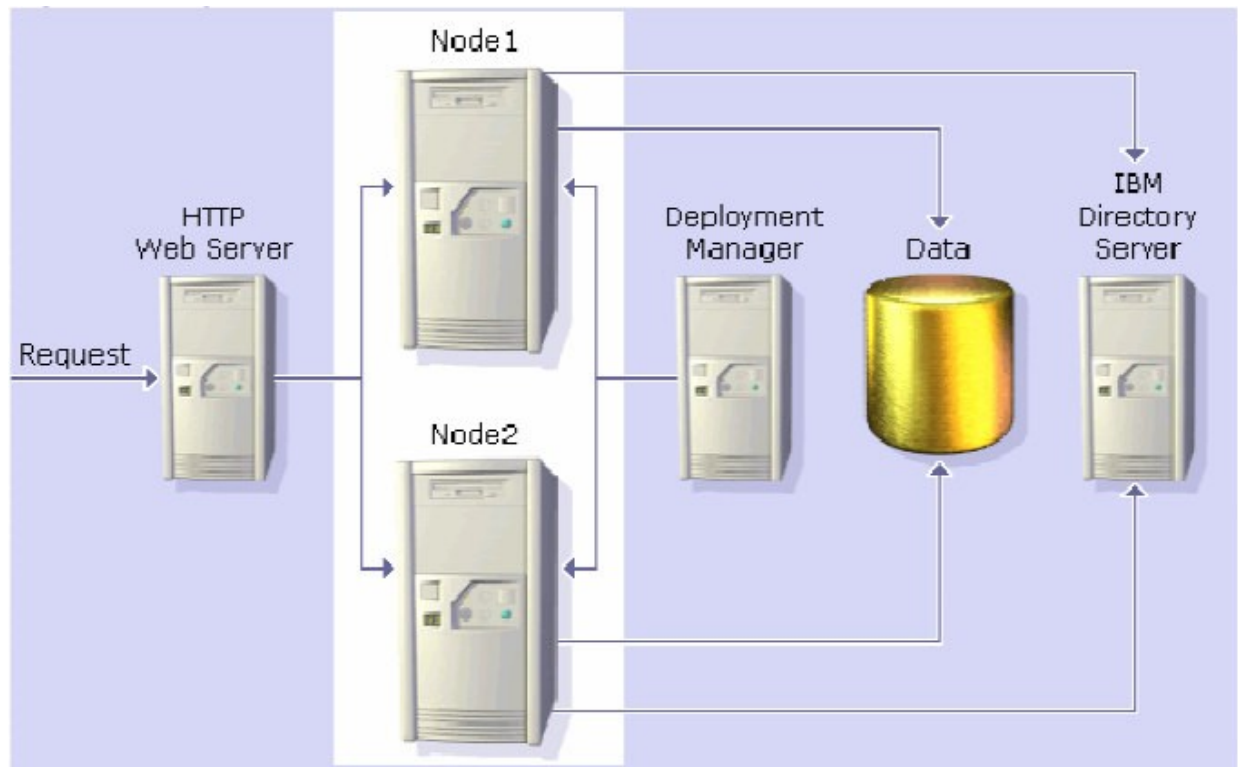 Node1
HTTP
Web Server
Deployment
Manager
Data
IBM
Directory
Server
Request
Node2